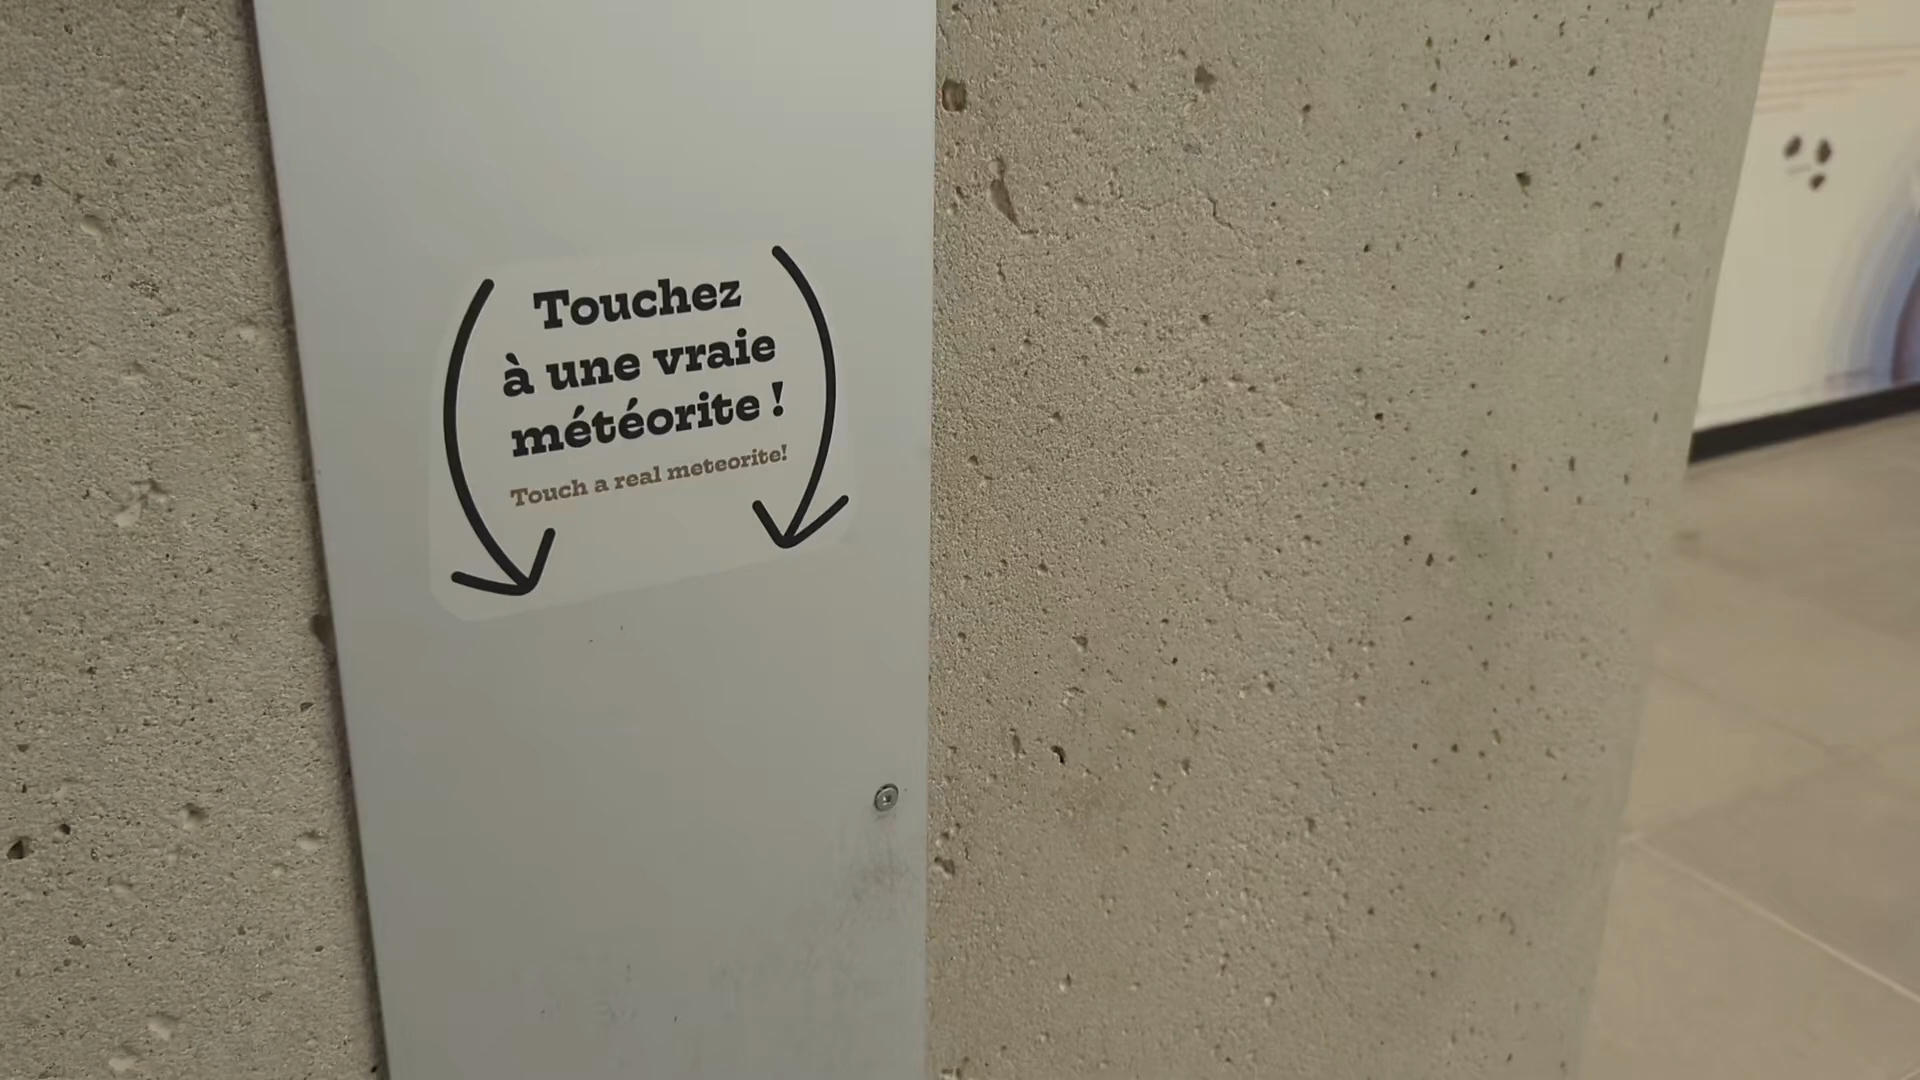 Touchez
à une vraie
météorite !
Touch a real meteorite!